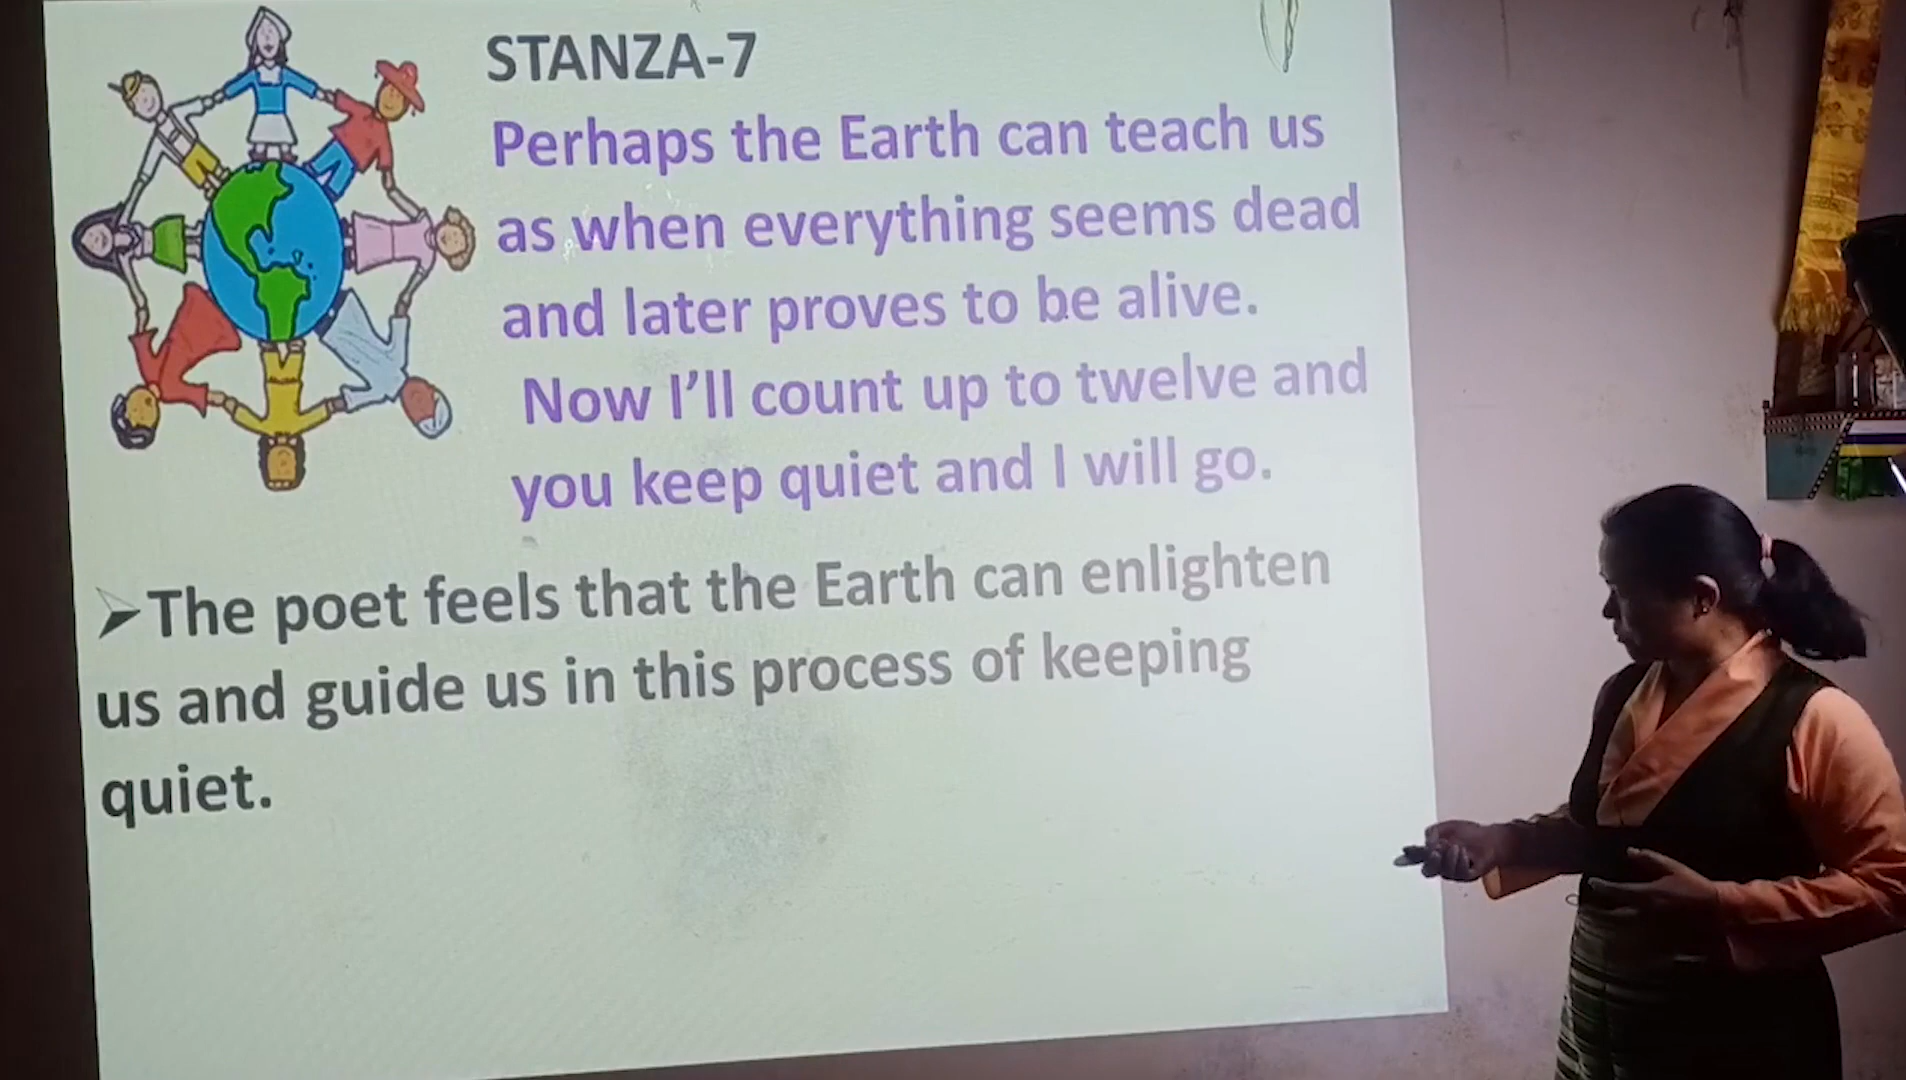 STANZA-7
Perhaps the Earth can teach us
as when everything seems dead
and later proves to be alive.
Now I'll count up to twelve and
you keep quiet and I will go.
The poet feels that the Earth can enlighten
us and guide us in this process of keeping
quiet.